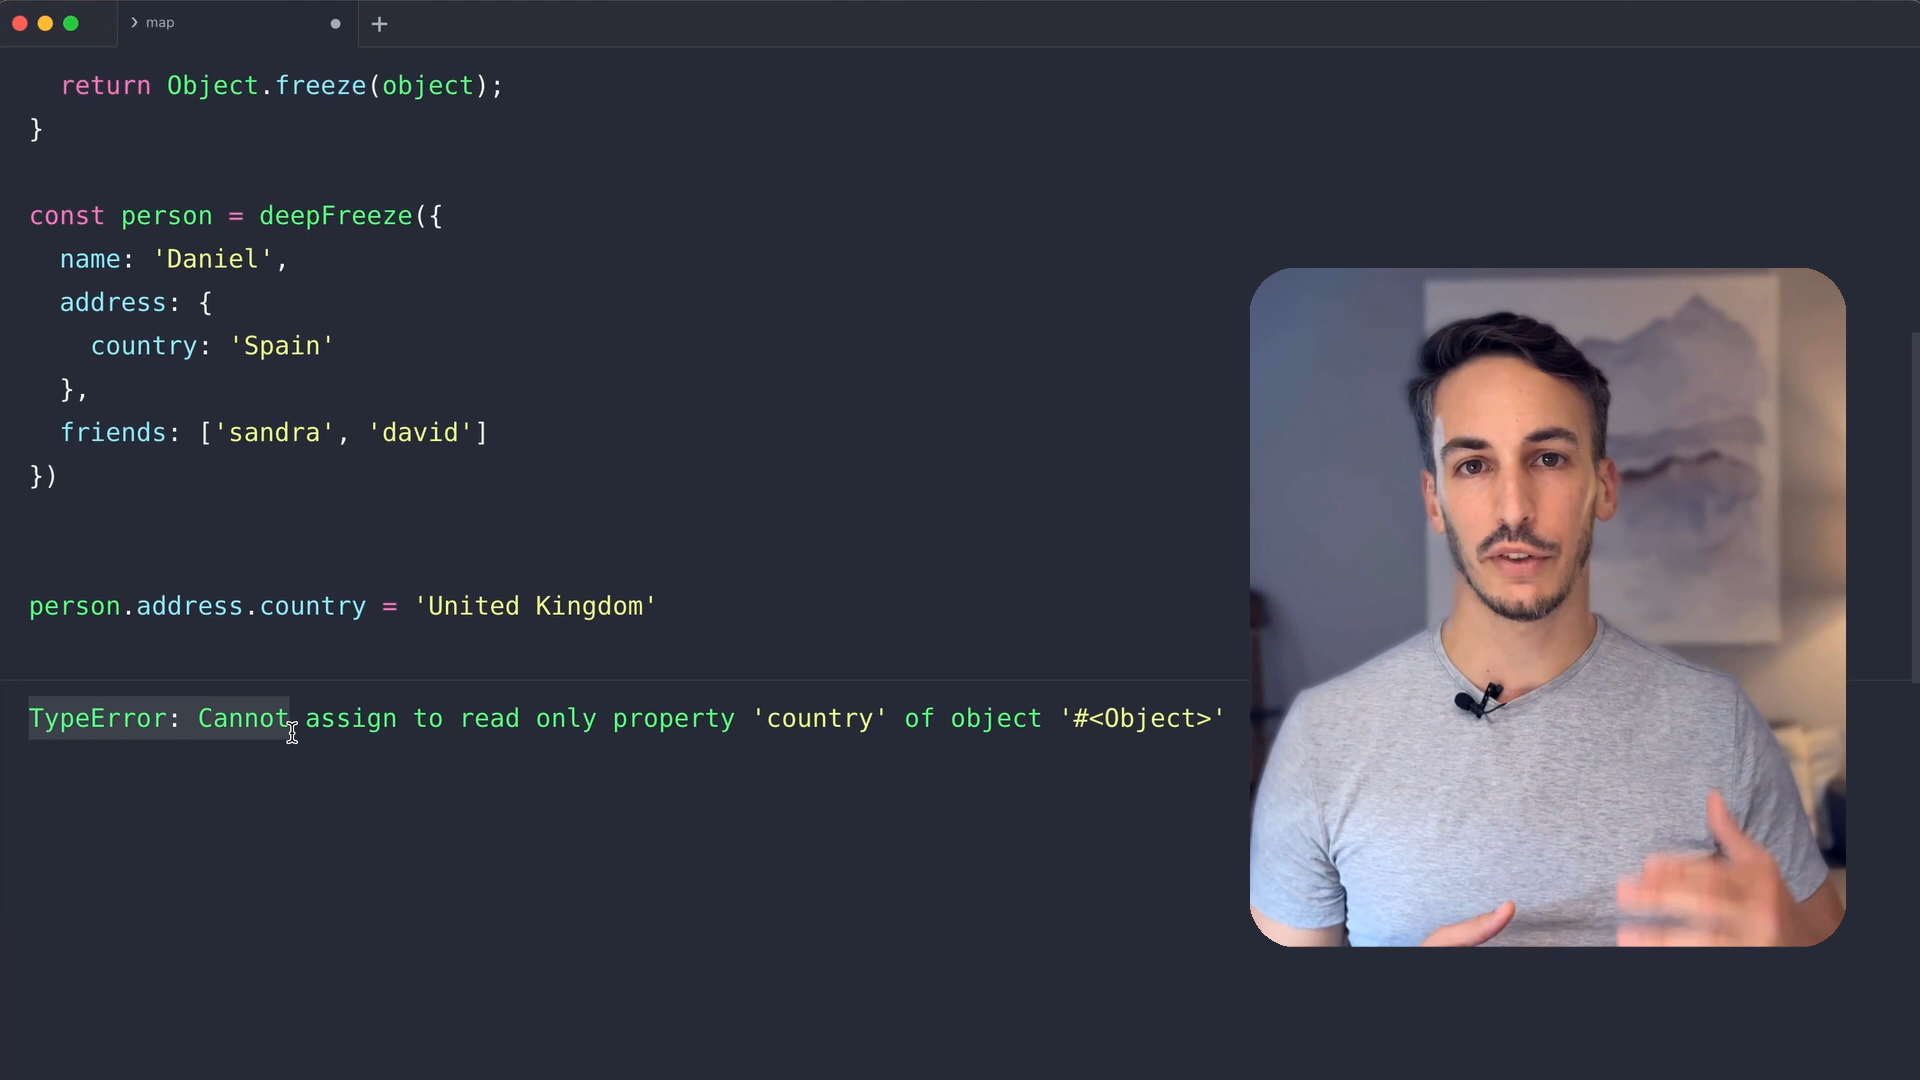 map
return Object.freeze(object);
}
const person = deepFreeze({
name: 'Daniel',
address: {
country: 'Spain'
},
friends: ['sandra', 'david']
})
person.address.country = 'United Kingdom'
TypeError: Cannot assign to read only property 'country' of object '#<Object>'